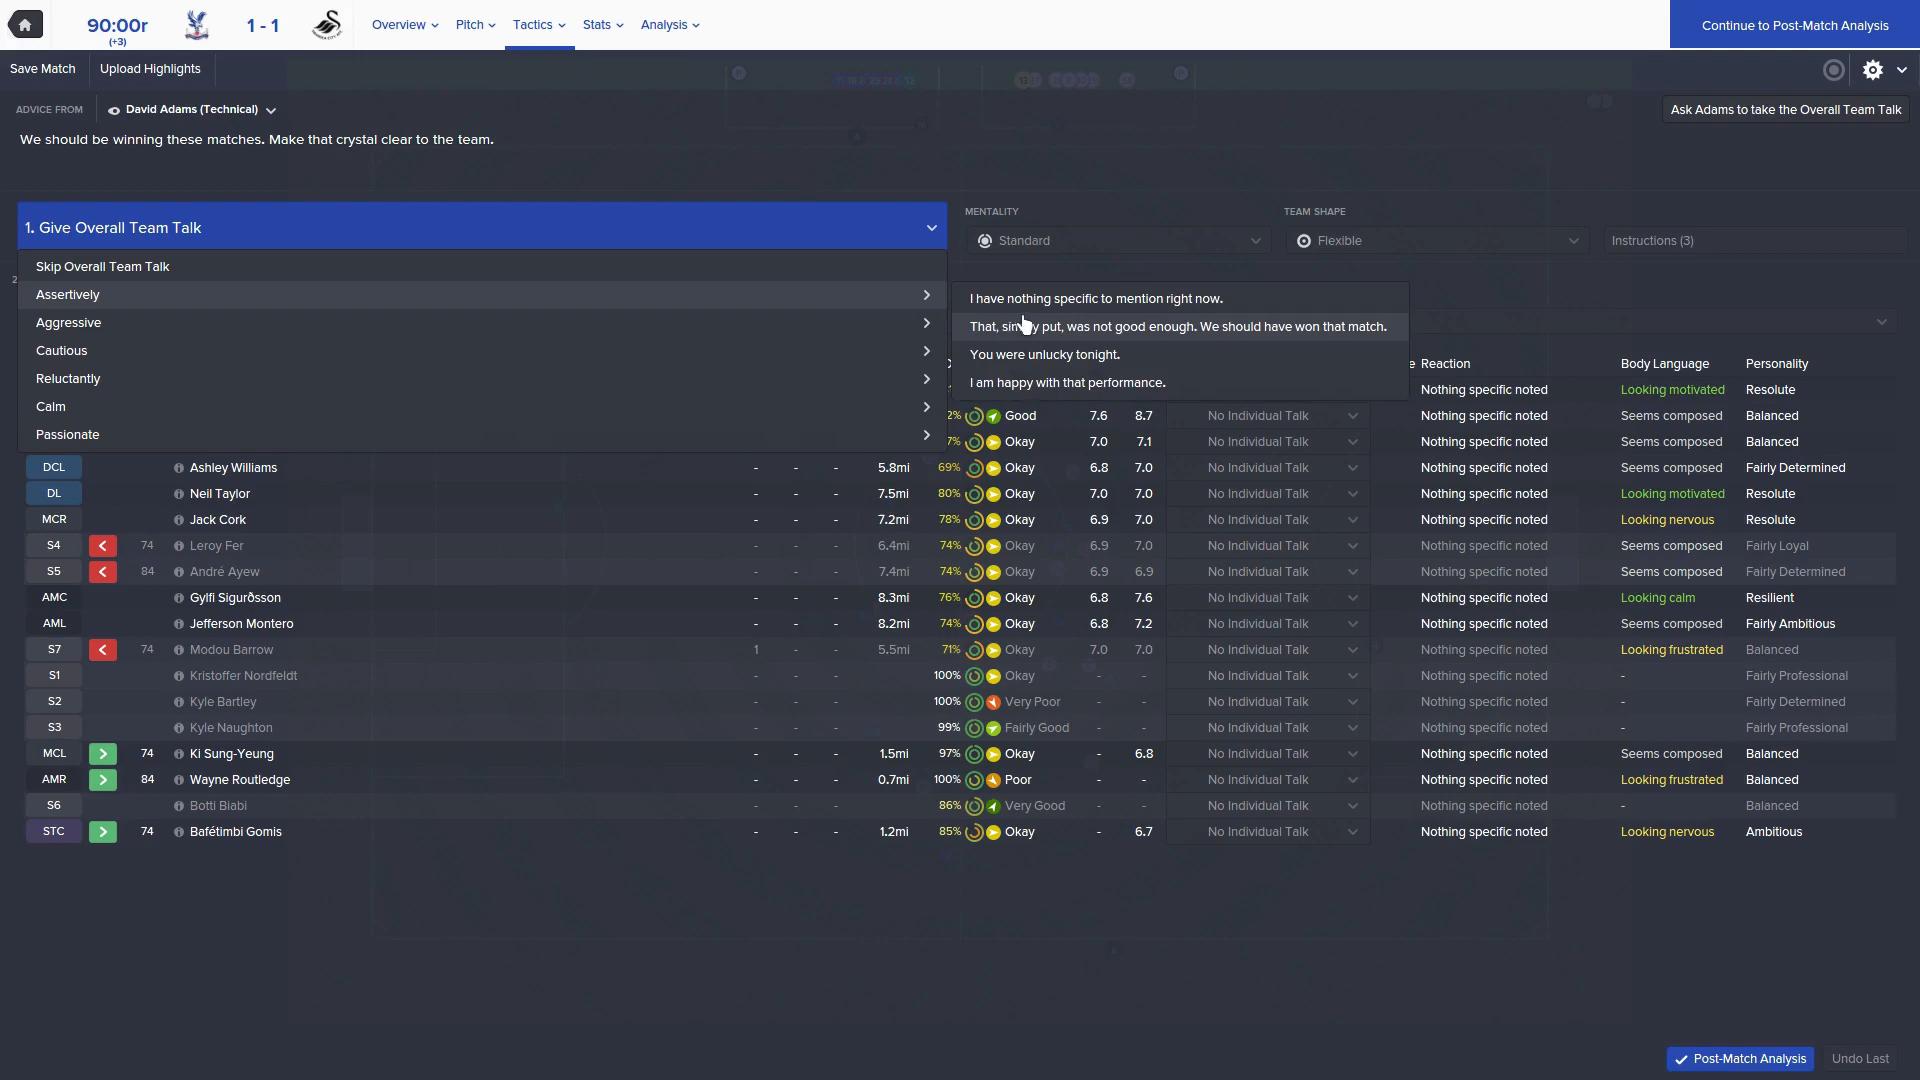 90:00r
(+3)
1 - 1
Overview
Pitch
Tactics
Stats
Analysis
Continue to Post-Match Analysis
Save Match
Upload Highlights
ADVICE FROM
David Adams (Technical)
Ask Adams to take the Overall Team Talk
We should be winning these matches. Make that crystal clear to the team.
1. Give Overall Team Talk
MENTALITY
TEAM SHAPE
Standard
Flexible
Instructions (3)
Skip Overall Team Talk
Assertively
Aggressive
Cautious
Reluctantly
Calm
Passionate
I have nothing specific to mention right now.
That, put, was not good enough. We should have won that match.
You were unlucky tonight.
I am happy with that performance.
Reaction Body Language Personality
Nothing specific noted Looking motivated Resolute
2% Good 7.6 8.7 No Individual Talk Nothing specific noted Seems composed Balanced
7% Okay 7.0 7.1 No Individual Talk Nothing specific noted Seems composed Balanced
DCL Ashley Williams - - - 5.8mi 69% Okay 6.8 7.0 No Individual Talk Nothing specific noted Seems composed Fairly Determined
DL Neil Taylor - - - 7.5mi 80% Okay 7.0 7.0 No Individual Talk Nothing specific noted Looking motivated Resolute
MCR Jack Cork - - - 7.2mi 78% Okay 6.9 7.0 No Individual Talk Nothing specific noted Looking nervous Resolute
S4 74 Leroy Fer - - - 6.4mi 74% Okay 6.9 7.0 No Individual Talk Nothing specific noted Seems composed Fairly Loyal
S5 84 André Ayew - - - 7.4mi 74% Okay 6.9 6.9 No Individual Talk Nothing specific noted Seems composed Fairly Determined
AMC Gylfi Sigurðsson - - - 8.3mi 76% Okay 6.8 7.6 No Individual Talk Nothing specific noted Looking calm Resilient
AML Jefferson Montero - - - 8.2mi 74% Okay 6.8 7.2 No Individual Talk Nothing specific noted Seems composed Fairly Ambitious
S7 74 Modou Barrow 1 - - 5.5mi 71% Okay 7.0 7.0 No Individual Talk Nothing specific noted Looking frustrated Balanced
S1 Kristoffer Nordfeldt - - - 100% Okay - - No Individual Talk Nothing specific noted - Fairly Professional
S2 Kyle Bartley - - - 100% Very Poor - - No Individual Talk Nothing specific noted - Fairly Determined
S3 Kyle Naughton - - - 99% Fairly Good - - No Individual Talk Nothing specific noted - Fairly Professional
MCL 74 Ki Sung-Yeung - - - 1.5mi 97% Okay - 6.8 No Individual Talk Nothing specific noted Seems composed Balanced
AMR 84 Wayne Routledge - - - 0.7mi 100% Poor - - No Individual Talk Nothing specific noted Looking frustrated Balanced
S6 Botti Biabi - - - 86% Very Good - - No Individual Talk Nothing specific noted - Balanced
STC 74 Bafétimbi Gomis - - - 1.2mi 85% Okay - 6.7 No Individual Talk Nothing specific noted Looking nervous Ambitious
Post-Match Analysis
Undo Last